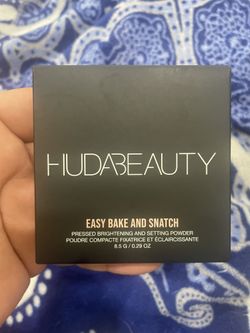 HUDABEAUTY
EASY BAKE AND SNATCH
PRESSED BRIGHTENING AND SETTING POWDER
POUDRE COMPACTE FIXATRICE ET ÉCLAIRCISSANTE
8.5 G / 0.29 OZ